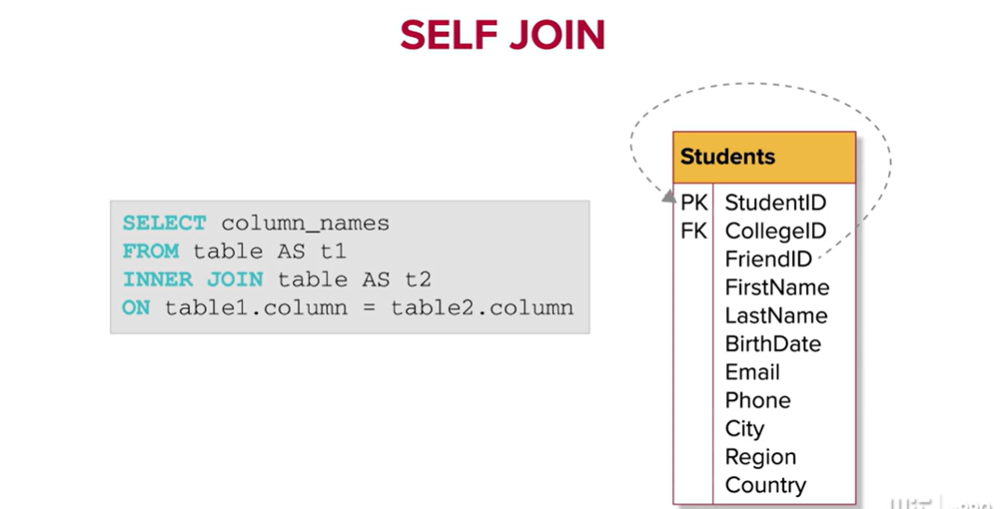 SELF JOIN
SELECT column_names
FROM table AS t1
INNER JOIN table AS t2
ON table1.column = table2.column
Students
PK StudentID
FK CollegeID
FriendID
FirstName
LastName
BirthDate
Email
Phone
City
Region
Country